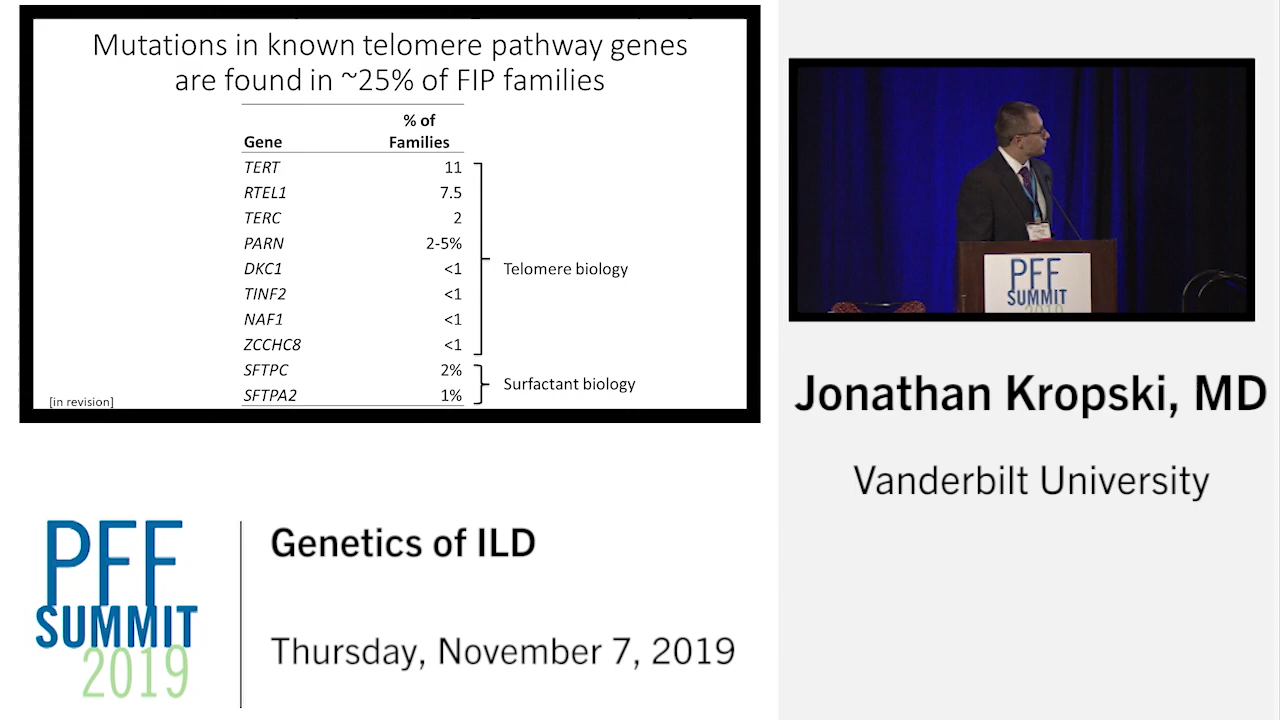 Mutations in known telomere pathway genes
are found in ~25% of FIP families
% of
Gene Families
TERT 11
RTEL1 7.5
TERC 2
PARN 2-5%
DKC1 <1
TINF2 <1
NAF1 <1
ZCCHC8 <1
SFTPC 2%
SFTPA2 1%
Telomere biology
Surfactant biology
[in revision]
PFF
SUMMIT
2019
Jonathan Kropski, MD
Vanderbilt University
PFF
SUMMIT
2019
Genetics of ILD
Thursday, November 7, 2019